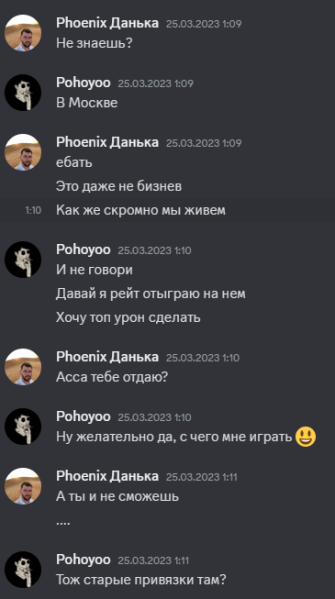 Phoenix Данька 25.03.2023 1:09
Не знаешь?
Pohoyoo 25.03.2023 1:09
В Москве
Phoenix Данька 25.03.2023 1:09
ебать
Это даже не бизнев
1:10 Как же скромно мы живем
Pohoyoo 25.03.2023 1:10
И не говори
Давай я рейт отыграю на нем
Хочу топ урон сделать
Phoenix Данька 25.03.2023 1:10
Асса тебе отдаю?
Pohoyoo 25.03.2023 1:10
Ну желательно да, с чего мне играть 😃
Phoenix Данька 25.03.2023 1:11
А ты и не сможешь
....
Pohoyoo 25.03.2023 1:11
Тож старые привязки там?